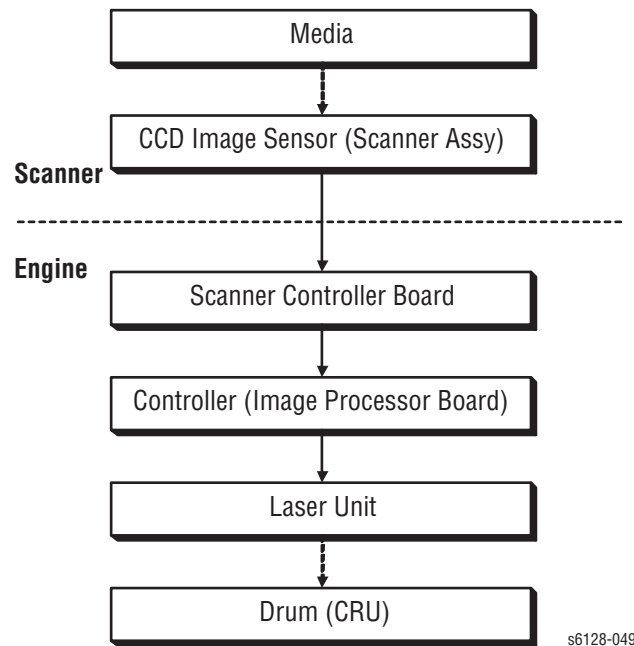 Media
CCD Image Sensor (Scanner Assy)
Scanner
Engine
Scanner Controller Board
Controller (Image Processor Board)
Laser Unit
Drum (CRU)
s6128-049